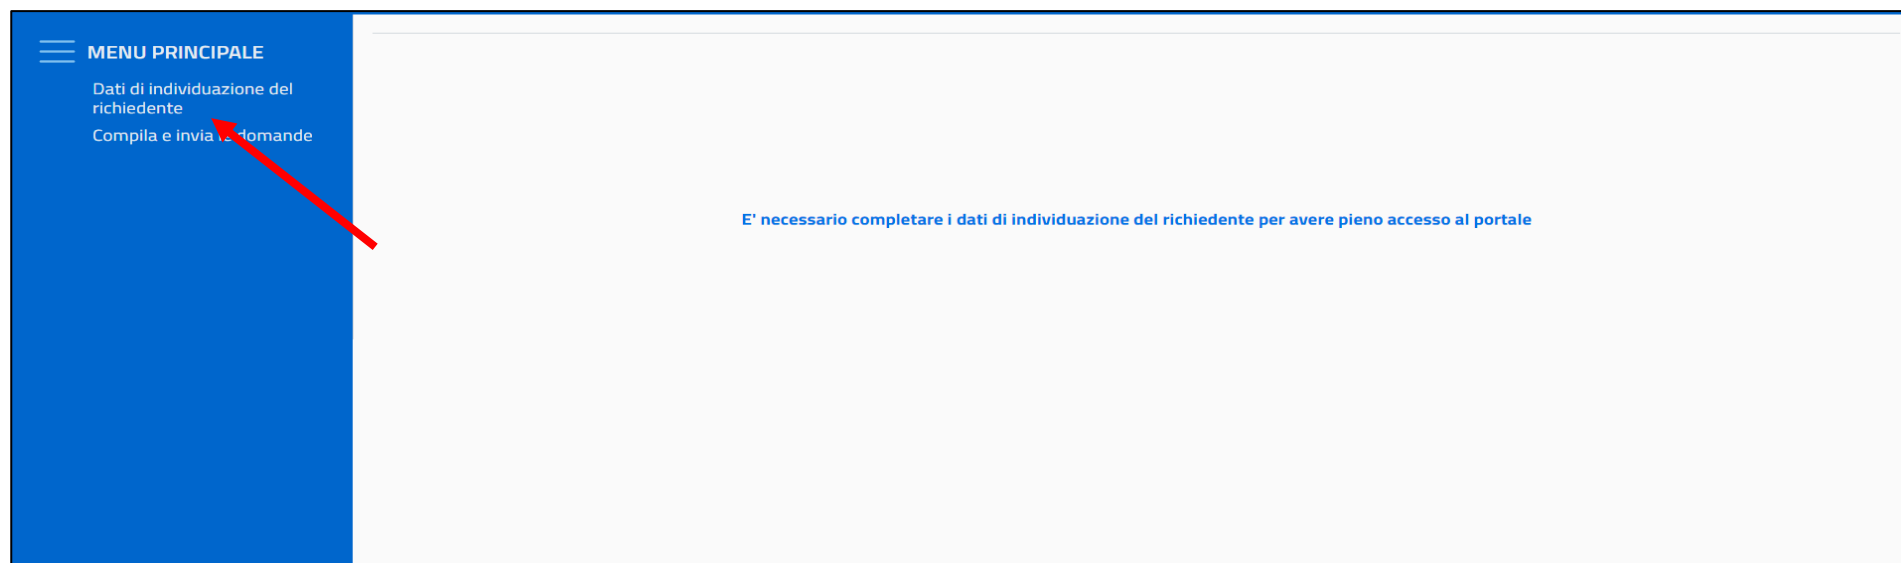 MENU PRINCIPALE
Dati di individuazione del
richiedente
Compila e invia domande
E' necessario completare i dati di individuazione del richiedente per avere pieno accesso al portale